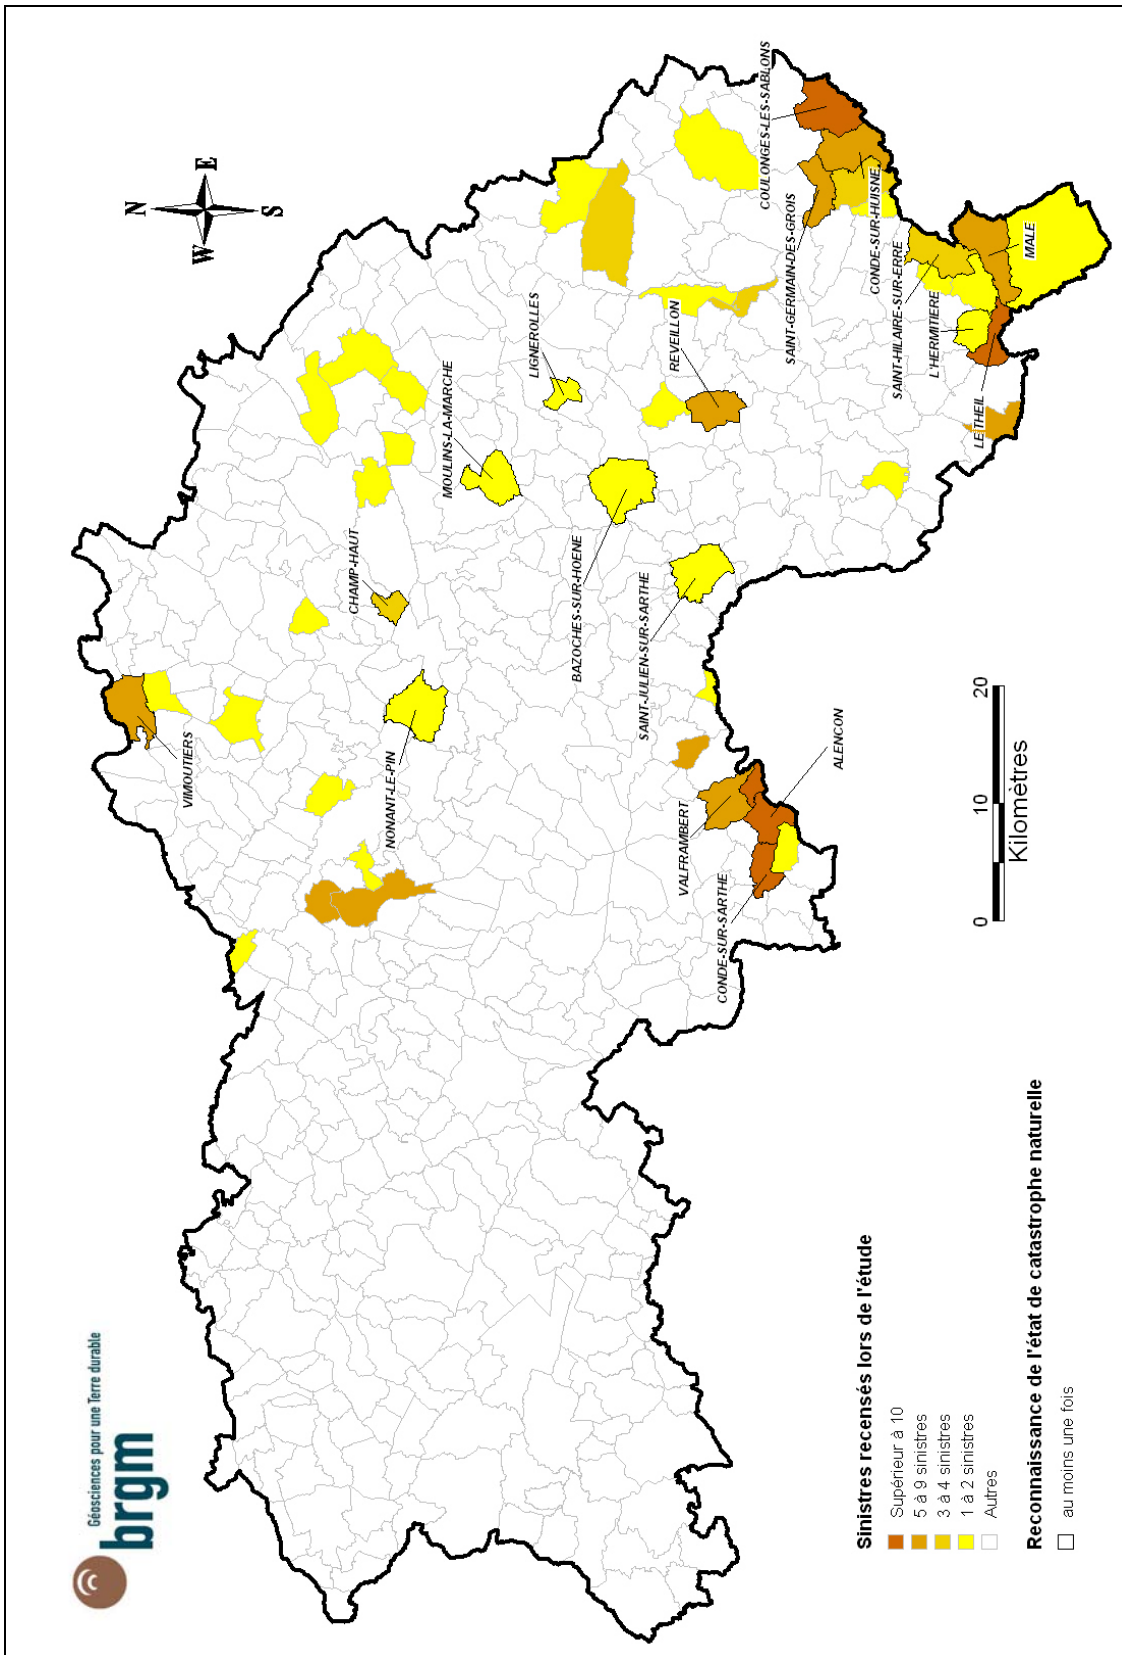 Géosciences pour une Terre durable
brgm
N
W
E
S
COULONGES-LES-SABLONS
SAINT-GERMAIN-DES-GROIS
CONDE-SUR-HUISNE
SAINT-HILAIRE-SUR-ERRE
L'HERMITIERE
MALE
LE THEIL
REVEILLON
LIGNEROLLES
MOULINS-LA-MARCHE
BAZOCHES-SUR-HOENE
CHAMP-HAUT
SAINT-JULIEN-SUR-SARTHE
VIMOUTIERS
NONANT-LE-PIN
VALFRAMBERT
ALENCON
CONDE-SUR-SARTHE
0
10
20
Kilomètres
Sinistres recensés lors de l'étude
Supérieur à 10
5 à 9 sinistres
3 à 4 sinistres
1 à 2 sinistres
Autres
Reconnaissance de l'état de catastrophe naturelle
au moins une fois